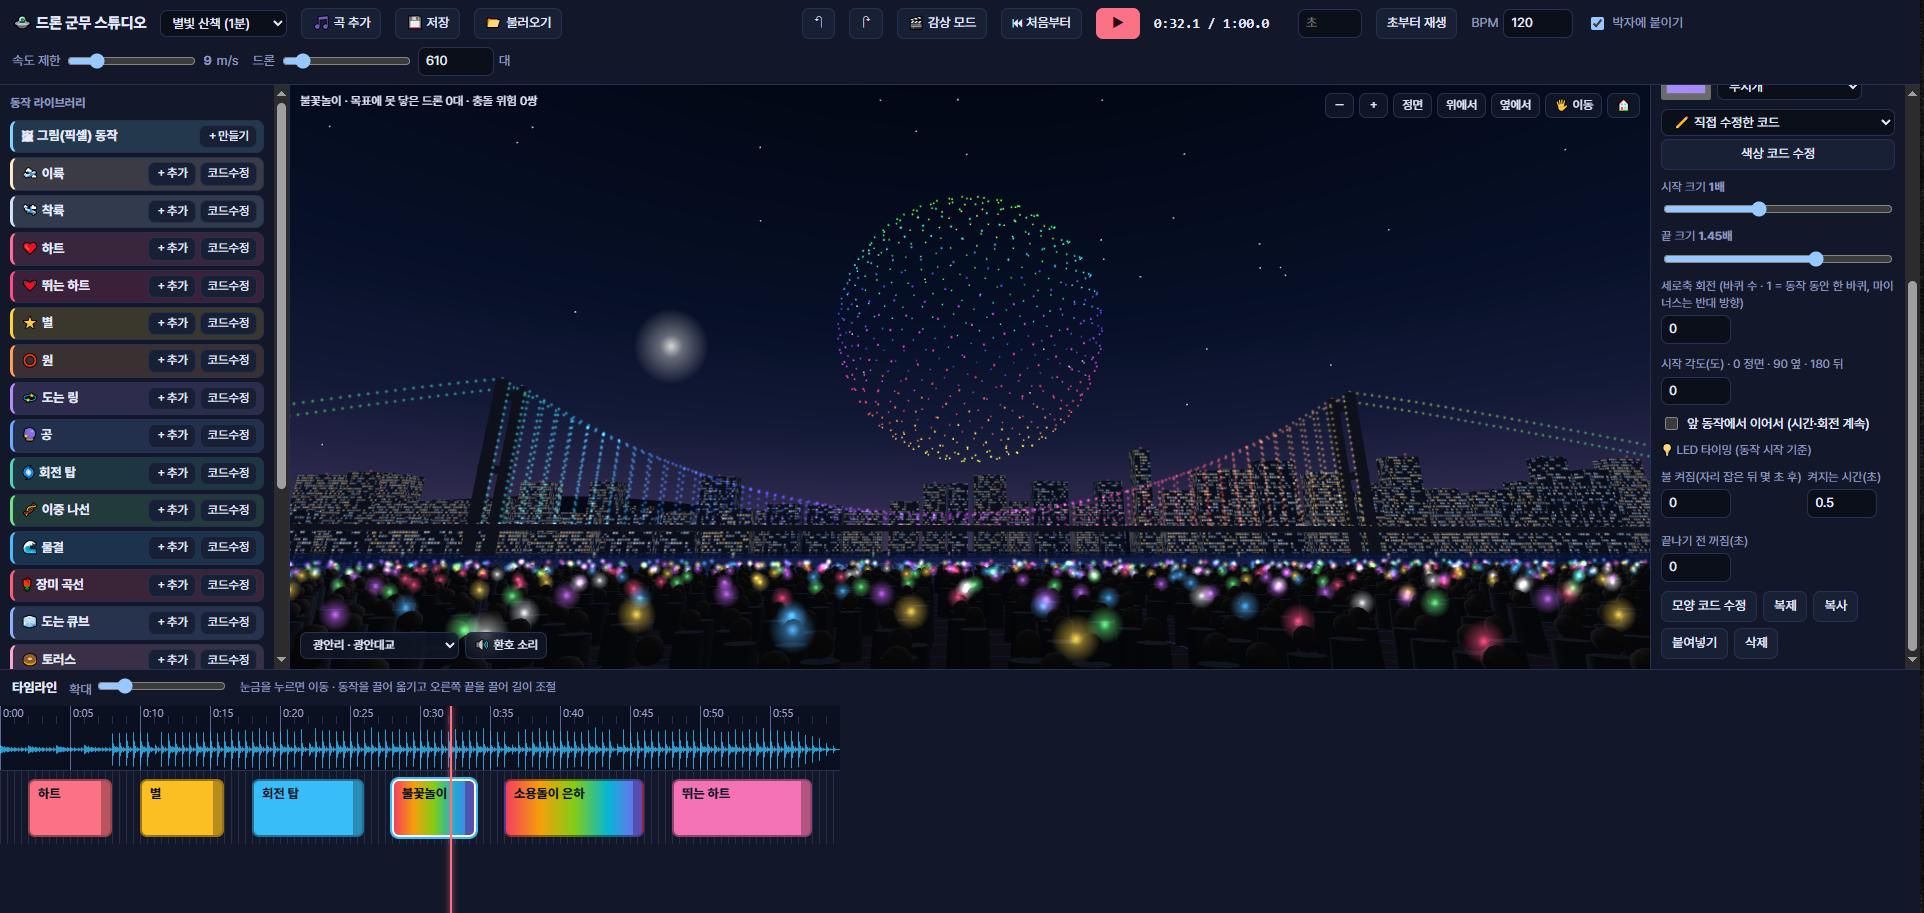 드론 군무 스튜디오
별빛 산책 (1분)
🎵 곡 추가
💾 저장
📂 불러오기
🎬 감상 모드
⏮ 처음부터
▶
0:32.1 / 1:00.0
초
초부터 재생
BPM 120
박자에 붙이기
속도 제한 9 m/s 드론 610 대
동작 라이브러리
그림(픽셀) 동작 +만들기
이륙 +추가 코드수정
착륙 +추가 코드수정
하트 +추가 코드수정
뛰는 하트 +추가 코드수정
별 +추가 코드수정
원 +추가 코드수정
도는 링 +추가 코드수정
공 +추가 코드수정
회전 탑 +추가 코드수정
이중 나선 +추가 코드수정
물결 +추가 코드수정
장미 곡선 +추가 코드수정
도는 큐브 +추가 코드수정
토러스 +추가 코드수정
불꽃놀이 · 목표에 못 닿은 드론 0대 · 충돌 위험 0쌍
− + 정면 위에서 옆에서 🖐 이동 🏠
광안리 · 광안대교
🔊 환호 소리
무지개
직접 수정한 코드
색상 코드 수정
시작 크기 1배
끝 크기 1.45배
세로축 회전 (바퀴 수 · 1 = 동작 동안 한 바퀴, 마이
너스는 반대 방향)
0
시작 각도(도) · 0 정면 · 90 옆 · 180 뒤
0
앞 동작에서 이어서 (시간·회전 계속)
LED 타이밍 (동작 시작 기준)
불 켜짐(자리 잡은 뒤 몇 초 후) 켜지는 시간(초)
0 0.5
끝나기 전 꺼짐(초)
0
모양 코드 수정 복제 복사
붙여넣기 삭제
타임라인 확대 눈금을 누르면 이동 · 동작을 끌어 옮기고 오른쪽 끝을 끌어 길이 조절
0:00 0:05 0:10 0:15 0:20 0:25 0:30 0:35 0:40 0:45 0:50 0:55
하트 별 회전 탑 불꽃놀이 소용돌이 은하 뛰는 하트